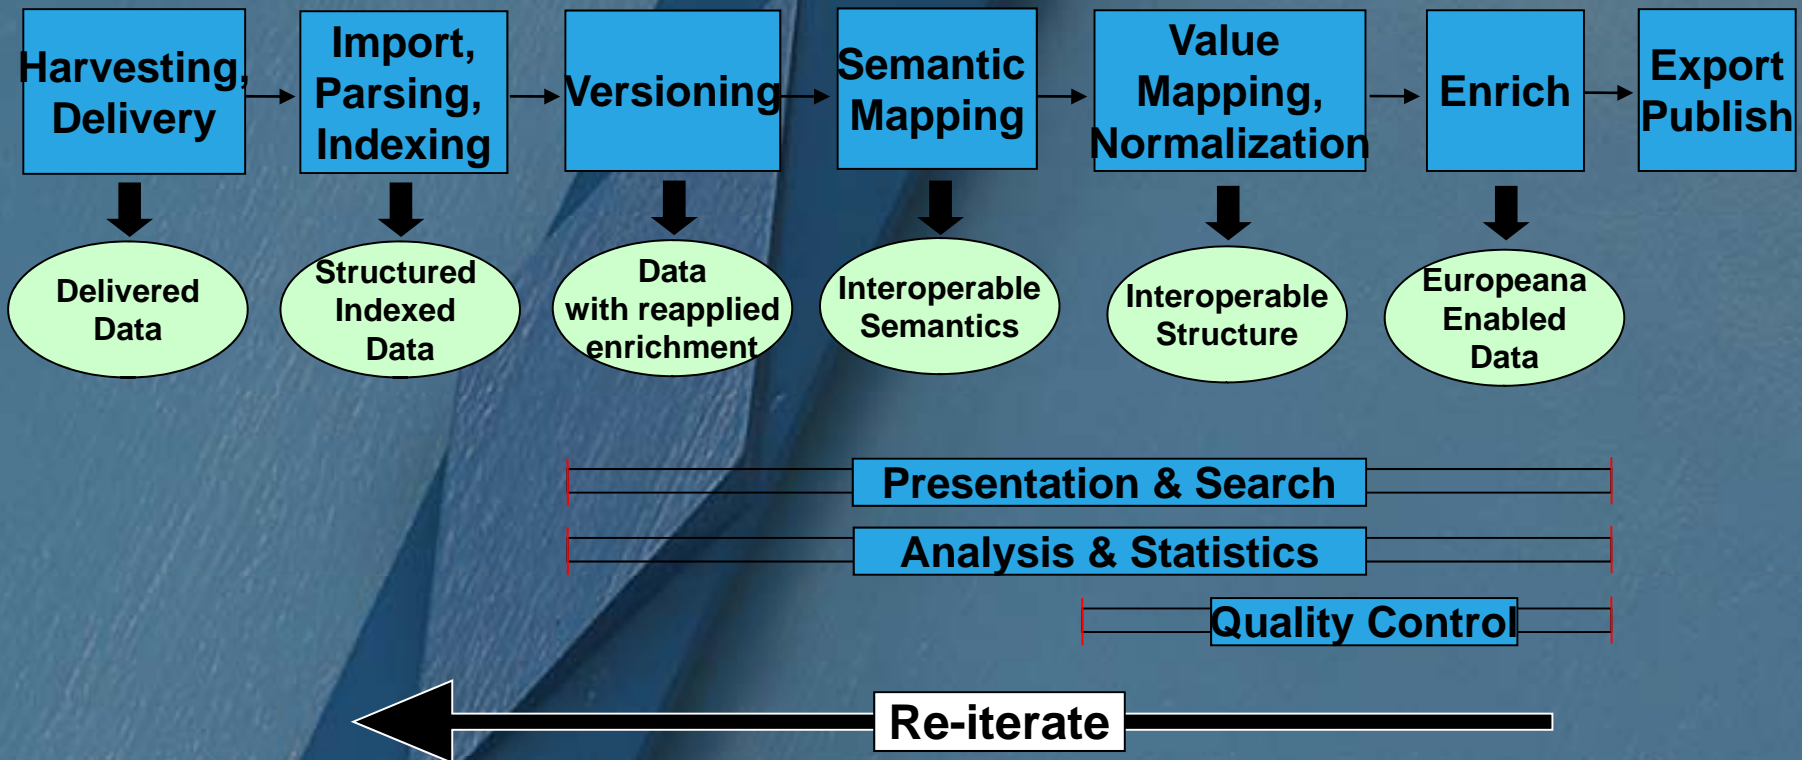 Harvesting,
Delivery
Import,
Parsing,
Indexing
Versioning
Semantic
Mapping
Value
Mapping,
Normalization
Enrich
Export
Publish
Delivered
Data
Structured
Indexed
Data
Data
with reapplied
enrichment
Interoperable
Semantics
Interoperable
Structure
Europeana
Enabled
Data
Presentation & Search
Analysis & Statistics
Quality Control
Re-iterate